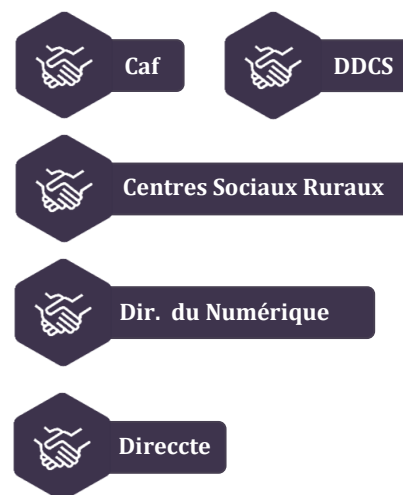 Caf
DDCS
Centres Sociaux Ruraux
Dir. du Numérique
Direccte